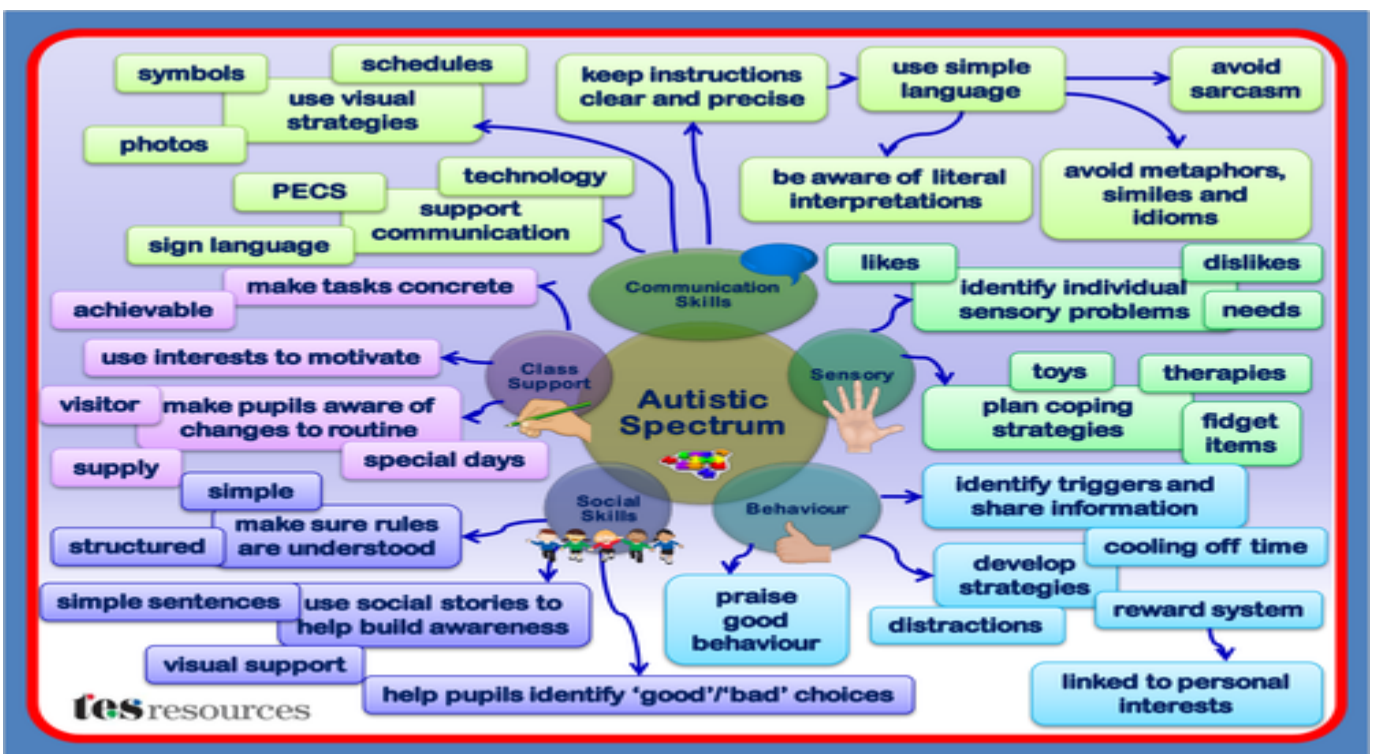 symbols
schedules
use visual
strategies
photos
keep instructions
clear and precise
use simple
language
avoid
sarcasm
be aware of literal
interpretations
avoid metaphors,
similes and
idioms
PECS
technology
support
communication
sign language
Communication
Skills
likes
dislikes
identify individual
sensory problems
needs
make tasks concrete
achievable
use interests to motivate
visitor
make pupils aware of
changes to routine
supply
special days
Class
Support
Autistic
Spectrum
Sensory
toys
therapies
plan coping
strategies
fidget
items
simple
make sure rules
are understood
structured
Social
Skills
Behaviour
identify triggers and
share information
simple sentences
use social stories to
help build awareness
visual support
help pupils identify ‘good’/‘bad’ choices
praise
good
behaviour
develop
strategies
cooling off time
distractions
reward system
linked to personal
interests
tes resources